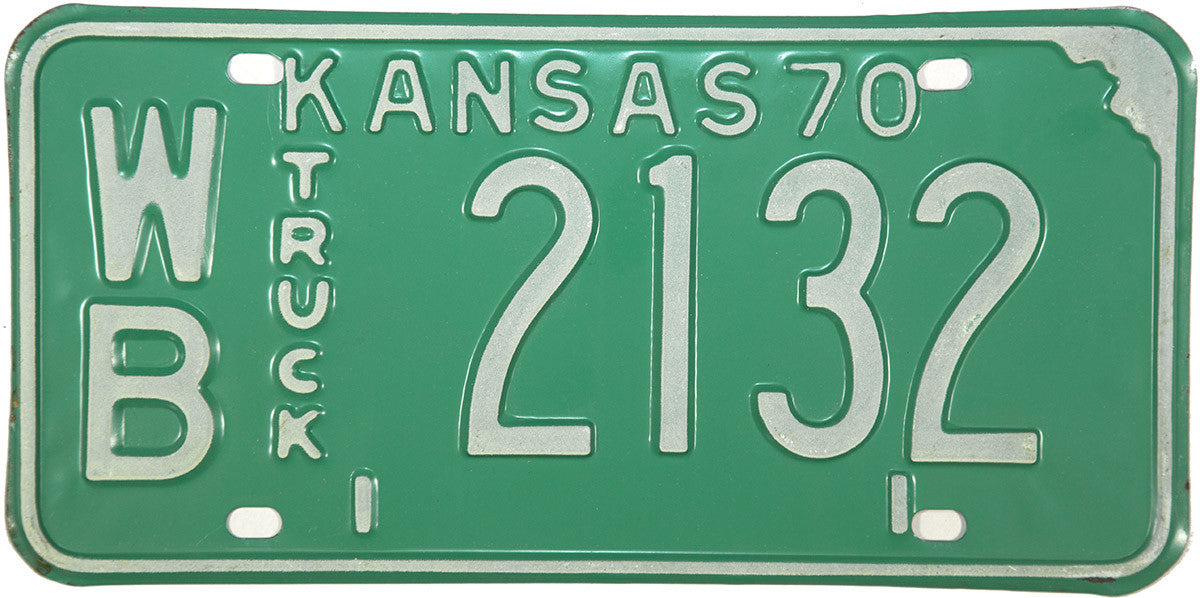 KANSAS 70
WB
TRUCK
2132